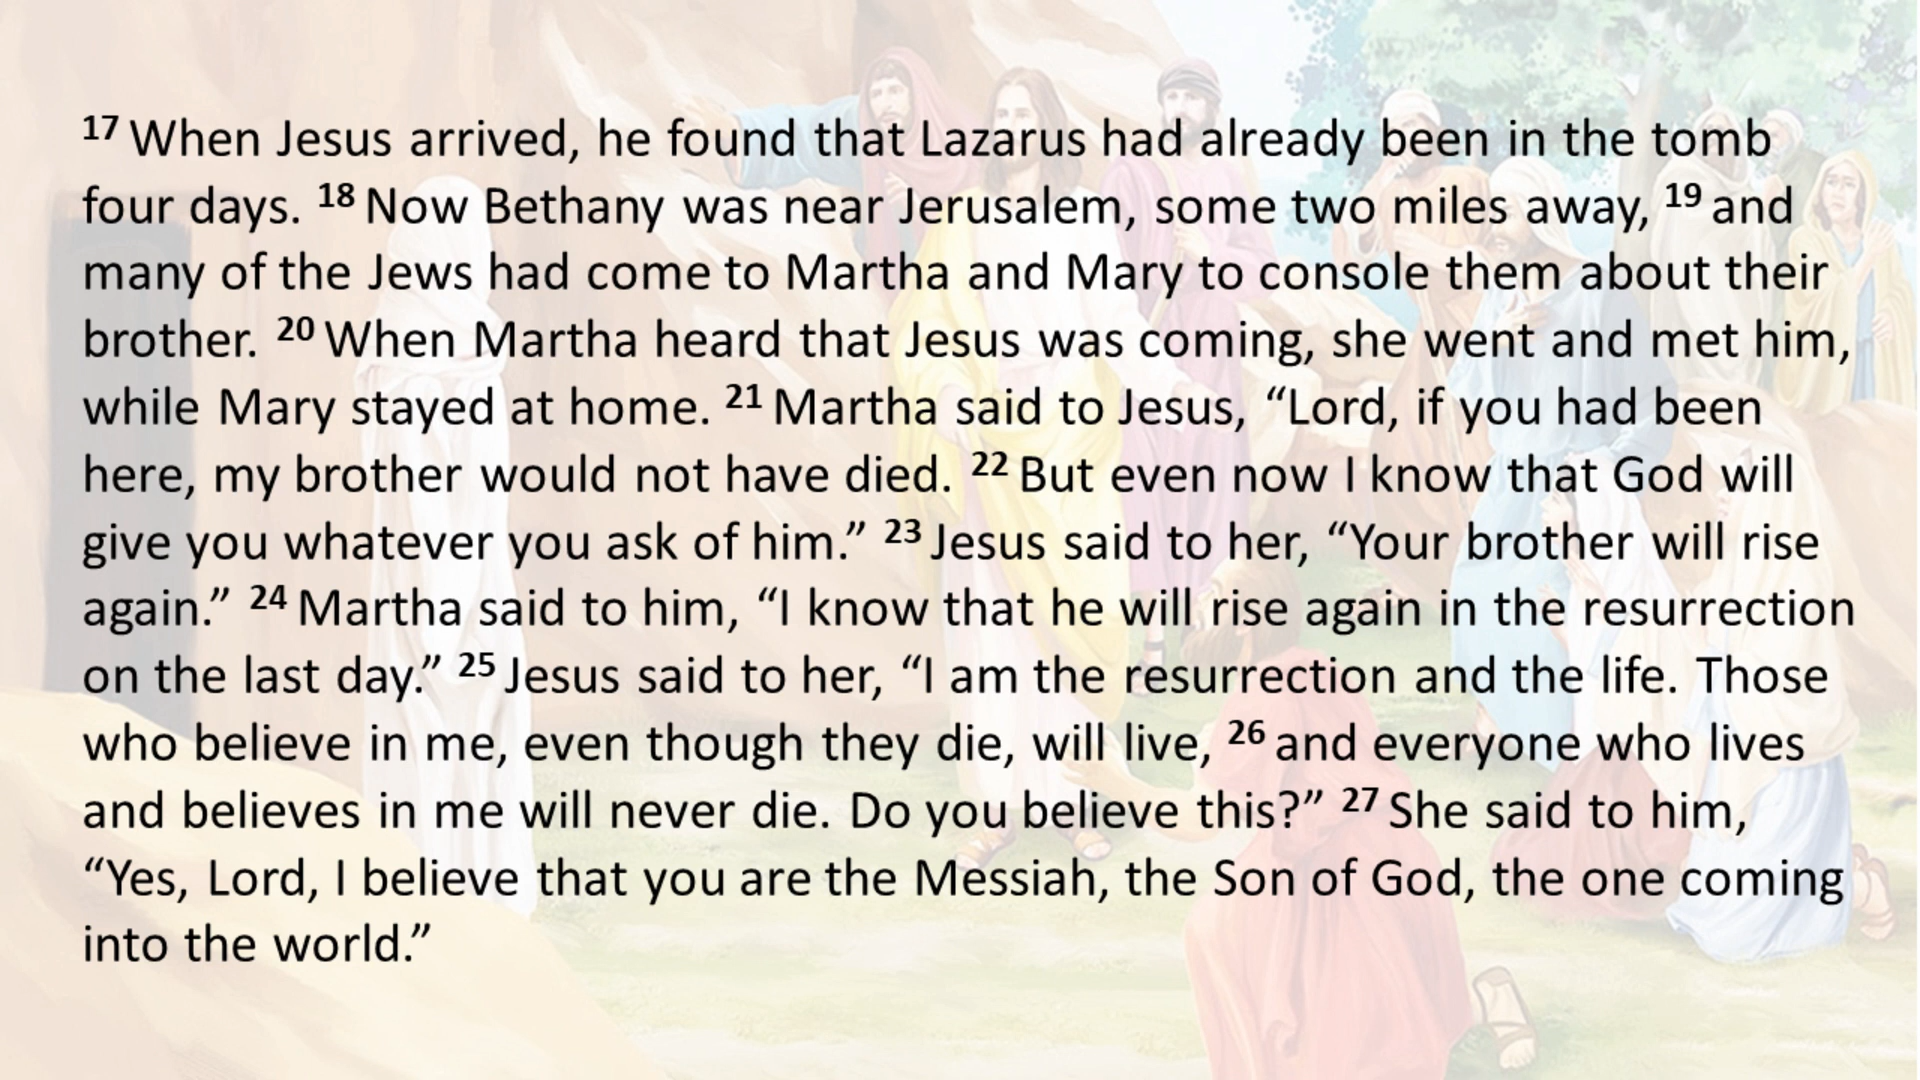 17 When Jesus arrived, he found that Lazarus had already been in the tomb
four days. 18 Now Bethany was near Jerusalem, some two miles away, 19 and
many of the Jews had come to Martha and Mary to console them about their
brother. 20 When Martha heard that Jesus was coming, she went and met him,
while Mary stayed at home. 21 Martha said to Jesus, “Lord, if you had been
here, my brother would not have died. 22 But even now I know that God will
give you whatever you ask of him.” 23 Jesus said to her, “Your brother will rise
again.” 24 Martha said to him, “I know that he will rise again in the resurrection
on the last day.” 25 Jesus said to her, “I am the resurrection and the life. Those
who believe in me, even though they die, will live, 26 and everyone who lives
and believes in me will never die. Do you believe this?” 27 She said to him,
“Yes, Lord, I believe that you are the Messiah, the Son of God, the one coming
into the world.”